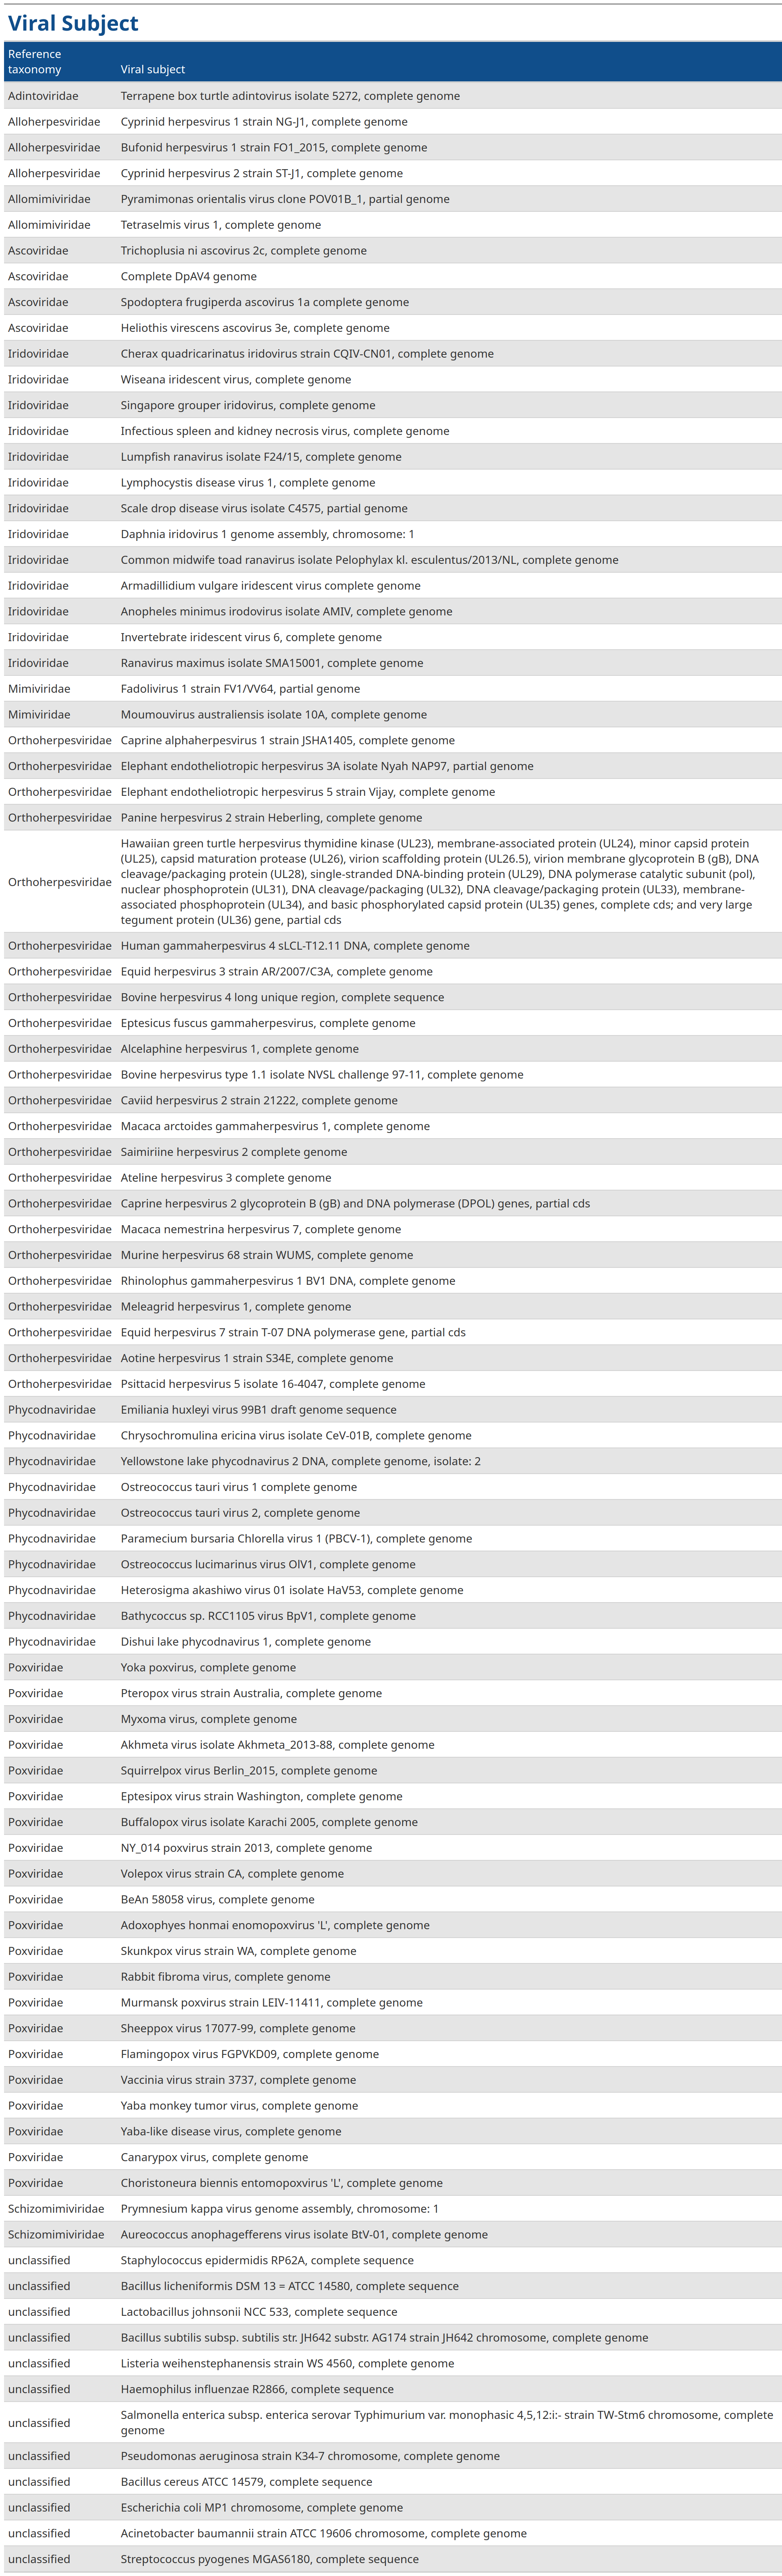 Viral Subject
Reference
taxonomy Viral subject
Adintoviridae Terrapene box turtle adintovirus isolate 5272, complete genome
Alloherpesviridae Cyprinid herpesvirus 1 strain NG-J1, complete genome
Alloherpesviridae Bufonid herpesvirus 1 strain FO1_2015, complete genome
Alloherpesviridae Cyprinid herpesvirus 2 strain ST-J1, complete genome
Allomimiviridae Pyramimonas orientalis virus clone POV01B_1, partial genome
Allomimiviridae Tetraselmis virus 1, complete genome
Ascoviridae Trichoplusia ni ascovirus 2c, complete genome
Ascoviridae Complete DpAV4 genome
Ascoviridae Spodoptera frugiperda ascovirus 1a complete genome
Ascoviridae Heliothis virescens ascovirus 3e, complete genome
Iridoviridae Cherax quadricarinatus iridovirus strain CQIV-CN01, complete genome
Iridoviridae Wiseana iridescent virus, complete genome
Iridoviridae Singapore grouper iridovirus, complete genome
Iridoviridae Infectious spleen and kidney necrosis virus, complete genome
Iridoviridae Lumpfish ranavirus isolate F24/15, complete genome
Iridoviridae Lymphocystis disease virus 1, complete genome
Iridoviridae Scale drop disease virus isolate C4575, partial genome
Iridoviridae Daphnia iridovirus 1 genome assembly, chromosome: 1
Iridoviridae Common midwife toad ranavirus isolate Pelophylax kl. esculentus/2013/NL, complete genome
Iridoviridae Armadillidium vulgare iridescent virus complete genome
Iridoviridae Anopheles minimus irodovirus isolate AMIV, complete genome
Iridoviridae Invertebrate iridescent virus 6, complete genome
Iridoviridae Ranavirus maximus isolate SMA15001, complete genome
Mimiviridae Fadolivirus 1 strain FV1/VV64, partial genome
Mimiviridae Moumouvirus australiensis isolate 10A, complete genome
Orthoherpesviridae Caprine alphaherpesvirus 1 strain JSHA1405, complete genome
Orthoherpesviridae Elephant endotheliotropic herpesvirus 3A isolate Nyah NAP97, partial genome
Orthoherpesviridae Elephant endotheliotropic herpesvirus 5 strain Vijay, complete genome
Orthoherpesviridae Panine herpesvirus 2 strain Heberling, complete genome
Hawaiian green turtle herpesvirus thymidine kinase (UL23), membrane-associated protein (UL24), minor capsid protein
(UL25), capsid maturation protease (UL26), virion scaffolding protein (UL26.5), virion membrane glycoprotein B (gB), DNA
cleavage/packaging protein (UL28), single-stranded DNA-binding protein (UL29), DNA polymerase catalytic subunit (pol),
Orthoherpesviridae nuclear phosphoprotein (UL31), DNA cleavage/packaging (UL32), DNA cleavage/packaging protein (UL33), membrane-
associated phosphoprotein (UL34), and basic phosphorylated capsid protein (UL35) genes, complete cds; and very large
tegument protein (UL36) gene, partial cds
Orthoherpesviridae Human gammaherpesvirus 4 sLCL-T12.11 DNA, complete genome
Orthoherpesviridae Equid herpesvirus 3 strain AR/2007/C3A, complete genome
Orthoherpesviridae Bovine herpesvirus 4 long unique region, complete sequence
Orthoherpesviridae Eptesicus fuscus gammaherpesvirus, complete genome
Orthoherpesviridae Alcelaphine herpesvirus 1, complete genome
Orthoherpesviridae Bovine herpesvirus type 1.1 isolate NVSL challenge 97-11, complete genome
Orthoherpesviridae Caviid herpesvirus 2 strain 21222, complete genome
Orthoherpesviridae Macaca arctoides gammaherpesvirus 1, complete genome
Orthoherpesviridae Saimiriine herpesvirus 2 complete genome
Orthoherpesviridae Ateline herpesvirus 3 complete genome
Orthoherpesviridae Caprine herpesvirus 2 glycoprotein B (gB) and DNA polymerase (DPOL) genes, partial cds
Orthoherpesviridae Macaca nemestrina herpesvirus 7, complete genome
Orthoherpesviridae Murine herpesvirus 68 strain WUMS, complete genome
Orthoherpesviridae Rhinolophus gammaherpesvirus 1 BV1 DNA, complete genome
Orthoherpesviridae Meleagrid herpesvirus 1, complete genome
Orthoherpesviridae Equid herpesvirus 7 strain T-07 DNA polymerase gene, partial cds
Orthoherpesviridae Aotine herpesvirus 1 strain S34E, complete genome
Orthoherpesviridae Psittacid herpesvirus 5 isolate 16-4047, complete genome
Phycodnaviridae Emiliania huxleyi virus 99B1 draft genome sequence
Phycodnaviridae Chrysochromulina ericina virus isolate CeV-01B, complete genome
Phycodnaviridae Yellowstone lake phycodnavirus 2 DNA, complete genome, isolate: 2
Phycodnaviridae Ostreococcus tauri virus 1 complete genome
Phycodnaviridae Ostreococcus tauri virus 2, complete genome
Phycodnaviridae Paramecium bursaria Chlorella virus 1 (PBCV-1), complete genome
Phycodnaviridae Ostreococcus lucimarinus virus OlV1, complete genome
Phycodnaviridae Heterosigma akashiwo virus 01 isolate HaV53, complete genome
Phycodnaviridae Bathycoccus sp. RCC1105 virus BpV1, complete genome
Phycodnaviridae Dishui lake phycodnavirus 1, complete genome
Poxviridae Yoka poxvirus, complete genome
Poxviridae Pteropox virus strain Australia, complete genome
Poxviridae Myxoma virus, complete genome
Poxviridae Akhmeta virus isolate Akhmeta_2013-88, complete genome
Poxviridae Squirrelpox virus Berlin_2015, complete genome
Poxviridae Eptesipox virus strain Washington, complete genome
Poxviridae Buffalopox virus isolate Karachi 2005, complete genome
Poxviridae NY_014 poxvirus strain 2013, complete genome
Poxviridae Volepox virus strain CA, complete genome
Poxviridae BeAn 58058 virus, complete genome
Poxviridae Adoxophyes honmai enomopoxvirus 'L', complete genome
Poxviridae Skunkpox virus strain WA, complete genome
Poxviridae Rabbit fibroma virus, complete genome
Poxviridae Murmansk poxvirus strain LEIV-11411, complete genome
Poxviridae Sheeppox virus 17077-99, complete genome
Poxviridae Flamingopox virus FGPVKD09, complete genome
Poxviridae Vaccinia virus strain 3737, complete genome
Poxviridae Yaba monkey tumor virus, complete genome
Poxviridae Yaba-like disease virus, complete genome
Poxviridae Canarypox virus, complete genome
Poxviridae Choristoneura biennis entomopoxvirus 'L', complete genome
Schizomimiviridae Prymnesium kappa virus genome assembly, chromosome: 1
Schizomimiviridae Aureococcus anophagefferens virus isolate BtV-01, complete genome
unclassified Staphylococcus epidermidis RP62A, complete sequence
unclassified Bacillus licheniformis DSM 13 = ATCC 14580, complete sequence
unclassified Lactobacillus johnsonii NCC 533, complete sequence
unclassified Bacillus subtilis subsp. subtilis str. JH642 substr. AG174 strain JH642 chromosome, complete genome
unclassified Listeria weihenstephanensis strain WS 4560, complete genome
unclassified Haemophilus influenzae R2866, complete sequence
unclassified Salmonella enterica subsp. enterica serovar Typhimurium var. monophasic 4,5,12:i:- strain TW-Stm6 chromosome, complete
genome
unclassified Pseudomonas aeruginosa strain K34-7 chromosome, complete genome
unclassified Bacillus cereus ATCC 14579, complete sequence
unclassified Escherichia coli MP1 chromosome, complete genome
unclassified Acinetobacter baumannii strain ATCC 19606 chromosome, complete genome
unclassified Streptococcus pyogenes MGAS6180, complete sequence